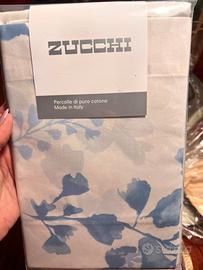 ZUCCHI
Percalle di puro cotone
Made in Italy